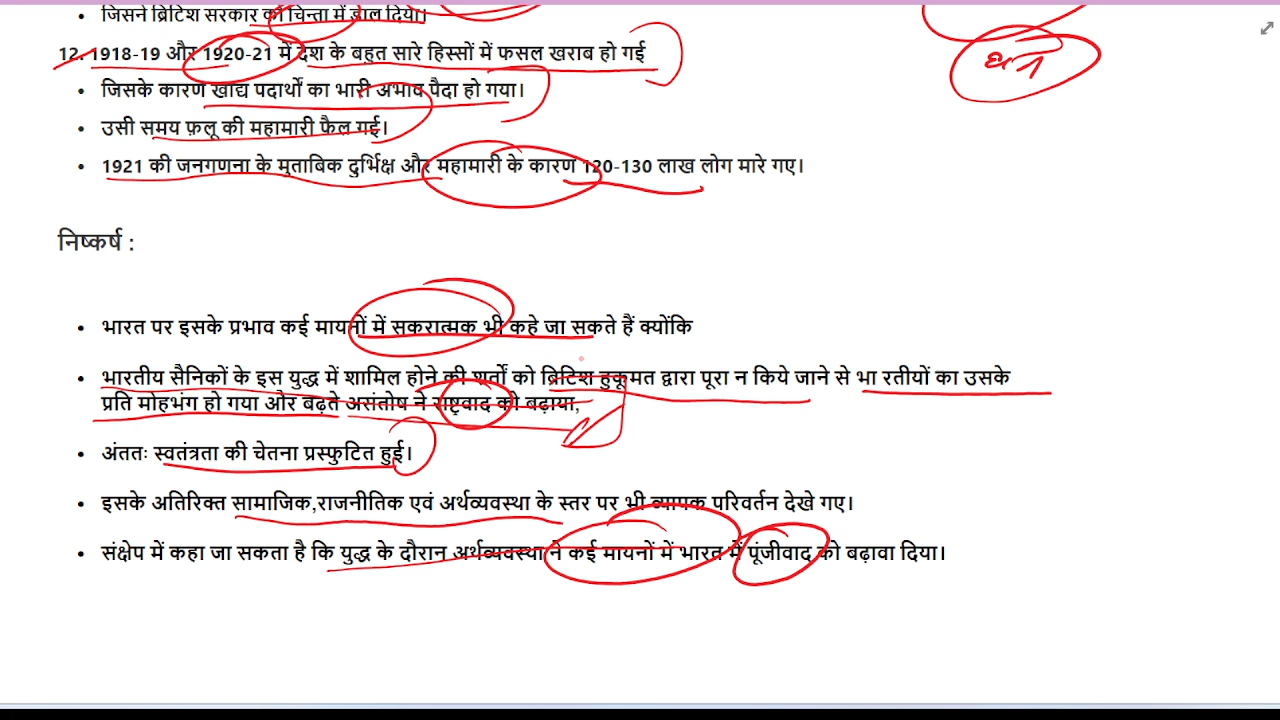 जिसने ब्रिटिश सरकार को चिन्ता में डाल दिया।
12. 1918-19 और 1920-21 में देश के बहुत सारे हिस्सों में फसल खराब हो गई
जिसके कारण खाद्य पदार्थों का भारी अभाव पैदा हो गया।
उसी समय फ़लू की महामारी फैल गई।
1921 की जनगणना के मुताबिक दुर्भिक्ष और महामारी के कारण 120-130 लाख लोग मारे गए।
निष्कर्ष :
भारत पर इसके प्रभाव कई मायनों में सकरात्मक भी कहे जा सकते हैं क्योंकि
भारतीय सैनिकों के इस युद्ध में शामिल होने की शर्तों को ब्रिटिश हुकूमत द्वारा पूरा न किये जाने से भा रतीयों का उसके
प्रति मोहभंग हो गया और बढ़ते असंतोष ने राष्ट्रवाद को बढ़ाया,
अंततः स्वतंत्रता की चेतना प्रस्फुटित हुई।
इसके अतिरिक्त सामाजिक,राजनीतिक एवं अर्थव्यवस्था के स्तर पर भी व्यापक परिवर्तन देखे गए।
संक्षेप में कहा जा सकता है कि युद्ध के दौरान अर्थव्यवस्था ने कई मायनों में भारत में पूंजीवाद को बढ़ावा दिया।